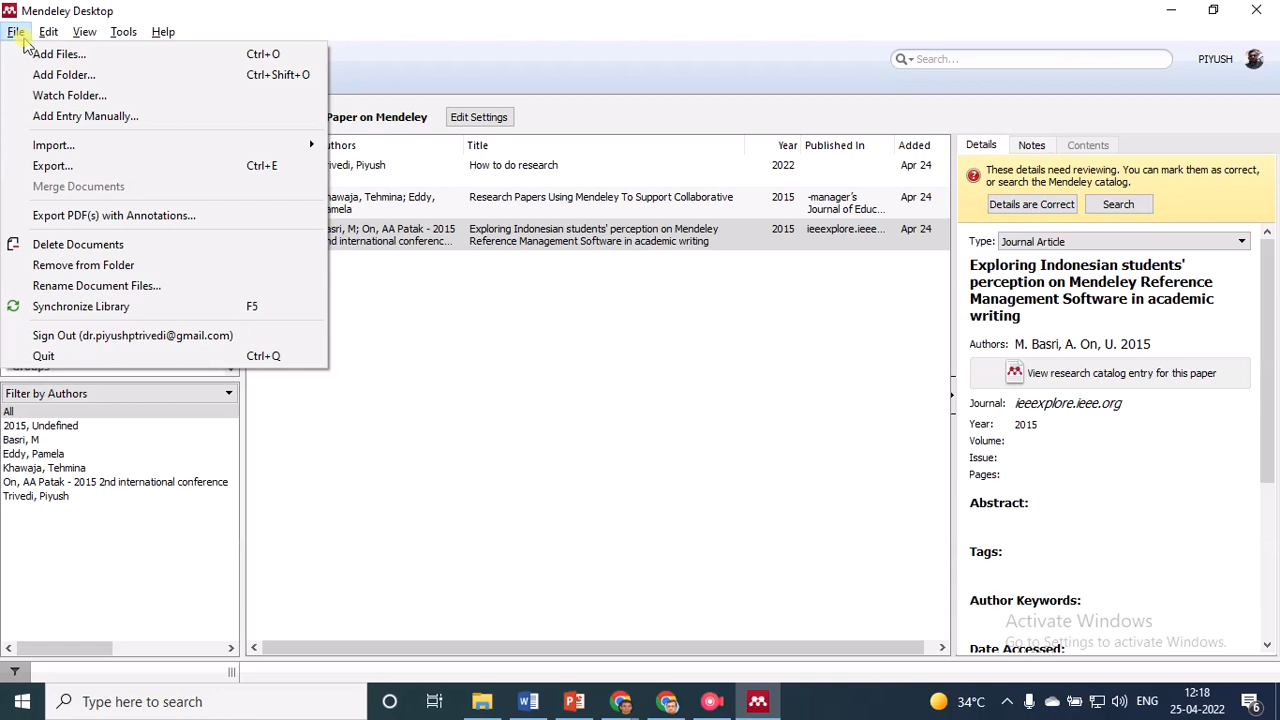 Mendeley Desktop
File Edit View Tools Help
Add Files... Ctrl+O
Add Folder... Ctrl+Shift+O
Watch Folder...
Add Entry Manually...
Import...
Export... Ctrl+E
Merge Documents
Export PDF(s) with Annotations...
Delete Documents
Remove from Folder
Rename Document Files...
Synchronize Library F5
Sign Out (dr.piyushptrivedi@gmail.com)
Quit Ctrl+Q
Search... PIYUSH
Paper on Mendeley Edit Settings
Title Year Published In Added
Piyush How to do research 2022 Apr 24
Tehmina; Eddy, Research Papers Using Mendeley To Support Collaborative 2015 -manager's Apr 24
Journal of Educ...
M; On, AA Patak - 2015 Exploring Indonesian students' perception on Mendeley 2015 ieeexplore.ieee... Apr 24
international conferenc... Reference Management Software in academic writing
Filter by Authors
All
2015, Undefined
Basri, M
Eddy, Pamela
Khawaja, Tehmina
On, AA Patak - 2015 2nd international conference
Trivedi, Piyush
Details Notes Contents
These details need reviewing. You can mark them as correct,
or search the Mendeley catalog.
Details are Correct Search
Type: Journal Article
Exploring Indonesian students'
perception on Mendeley Reference
Management Software in academic
writing
Authors: M. Basri, A. On, U. 2015
View research catalog entry for this paper
Journal: ieeexplore.ieee.org
Year: 2015
Volume:
Issue:
Pages:
Abstract:
Tags:
Author Keywords:
Activate Windows
Go to Settings to activate Windows.
Date Accessed:
Type here to search
34°C ENG
12:18
25-04-2022
6